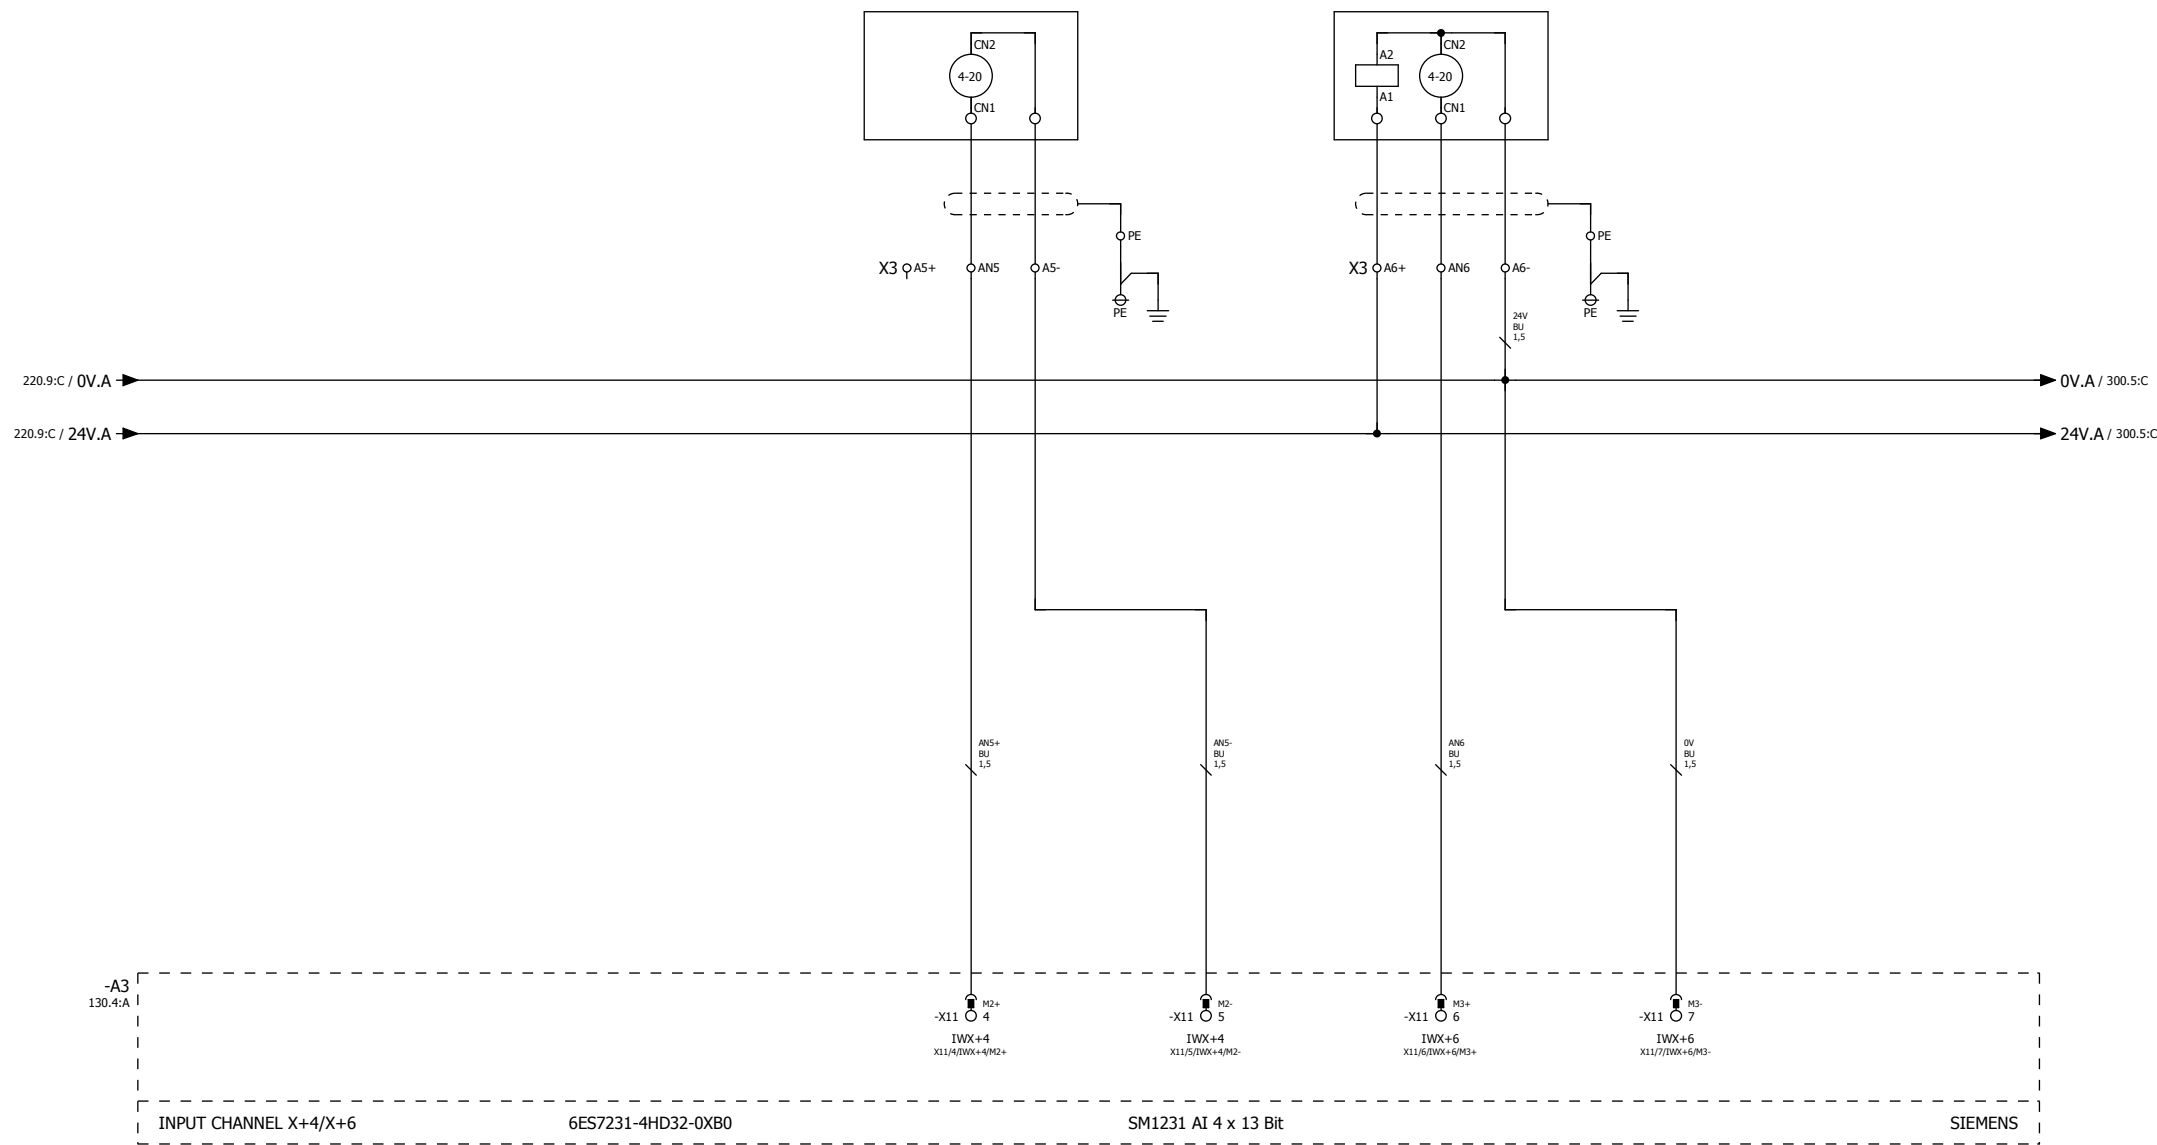 CN2
4-20
CN1
A2
A1
CN2
4-20
CN1
PE
PE
X3 A5+ AN5 A5-
X3 A6+ AN6 A6-
PE
PE
24V
BU
1,5
220.9:C / 0V.A
0V.A / 300.5:C
220.9:C / 24V.A
24V.A / 300.5:C
AN5+
BU
1,5
AN5-
BU
1,5
AN6
BU
1,5
0V
BU
1,5
-A3
130.4:A
M2+
-X11 4
IWX+4
X11/4/IWX+4/M2+
M2-
-X11 5
IWX+4
X11/5/IWX+4/M2-
M3+
-X11 6
IWX+6
X11/6/IWX+6/M3+
M3-
-X11 7
IWX+6
X11/7/IWX+6/M3-
INPUT CHANNEL X+4/X+6 6ES7231-4HD32-0XB0 SM1231 AI 4 x 13 Bit SIEMENS